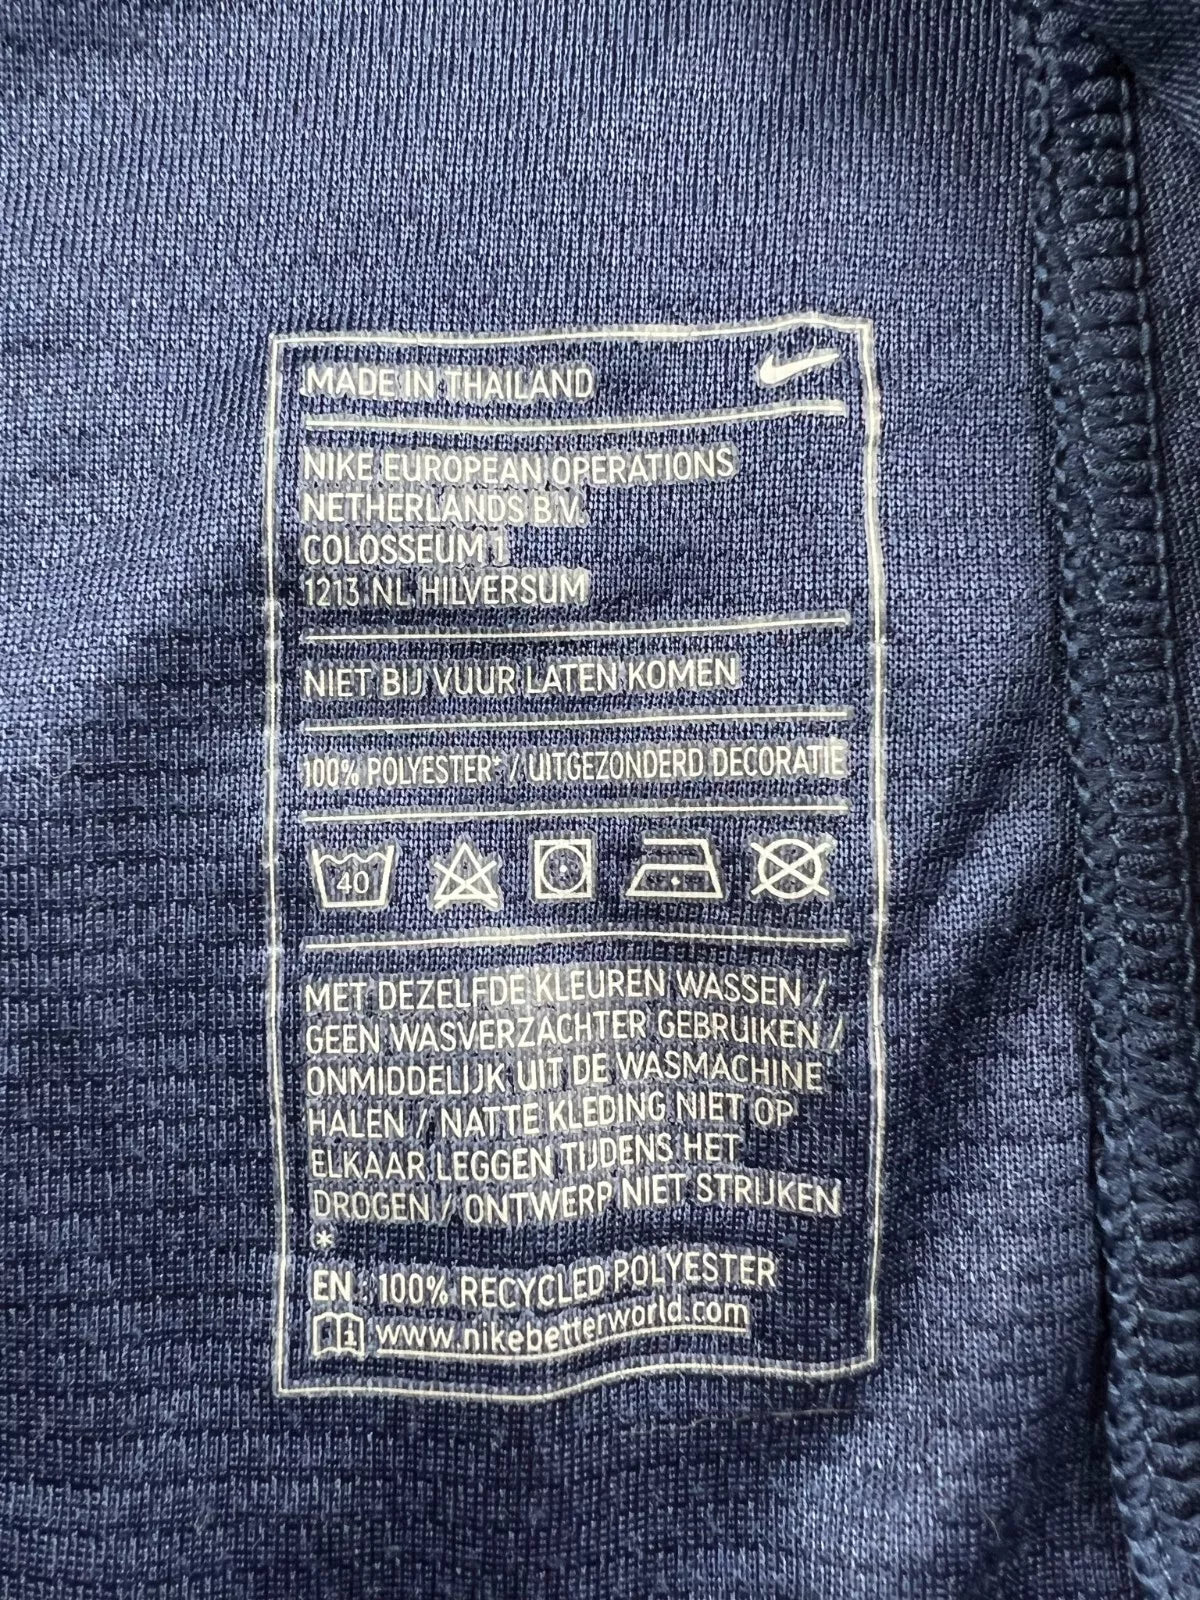 MADE IN THAILAND
NIKE EUROPEAN OPERATIONS
NETHERLANDS B.V.
COLOSSEUM 1
1213 NL HILVERSUM
NIET BIJ VUUR LATEN KOMEN
100% POLYESTER* / UITGEZONDERD DECORATIE
40
MET DEZELFDE KLEUREN WASSEN /
GEEN WASVERZACHTER GEBRUIKEN /
ONMIDDELIJK UIT DE WASMACHINE
HALEN / NATTE KLEDING NIET OP
ELKAAR LEGGEN TIJDENS HET
DROGEN / ONTWERP NIET STRIJKEN
*
EN : 100% RECYCLED POLYESTER
i www.nikebetterworld.com